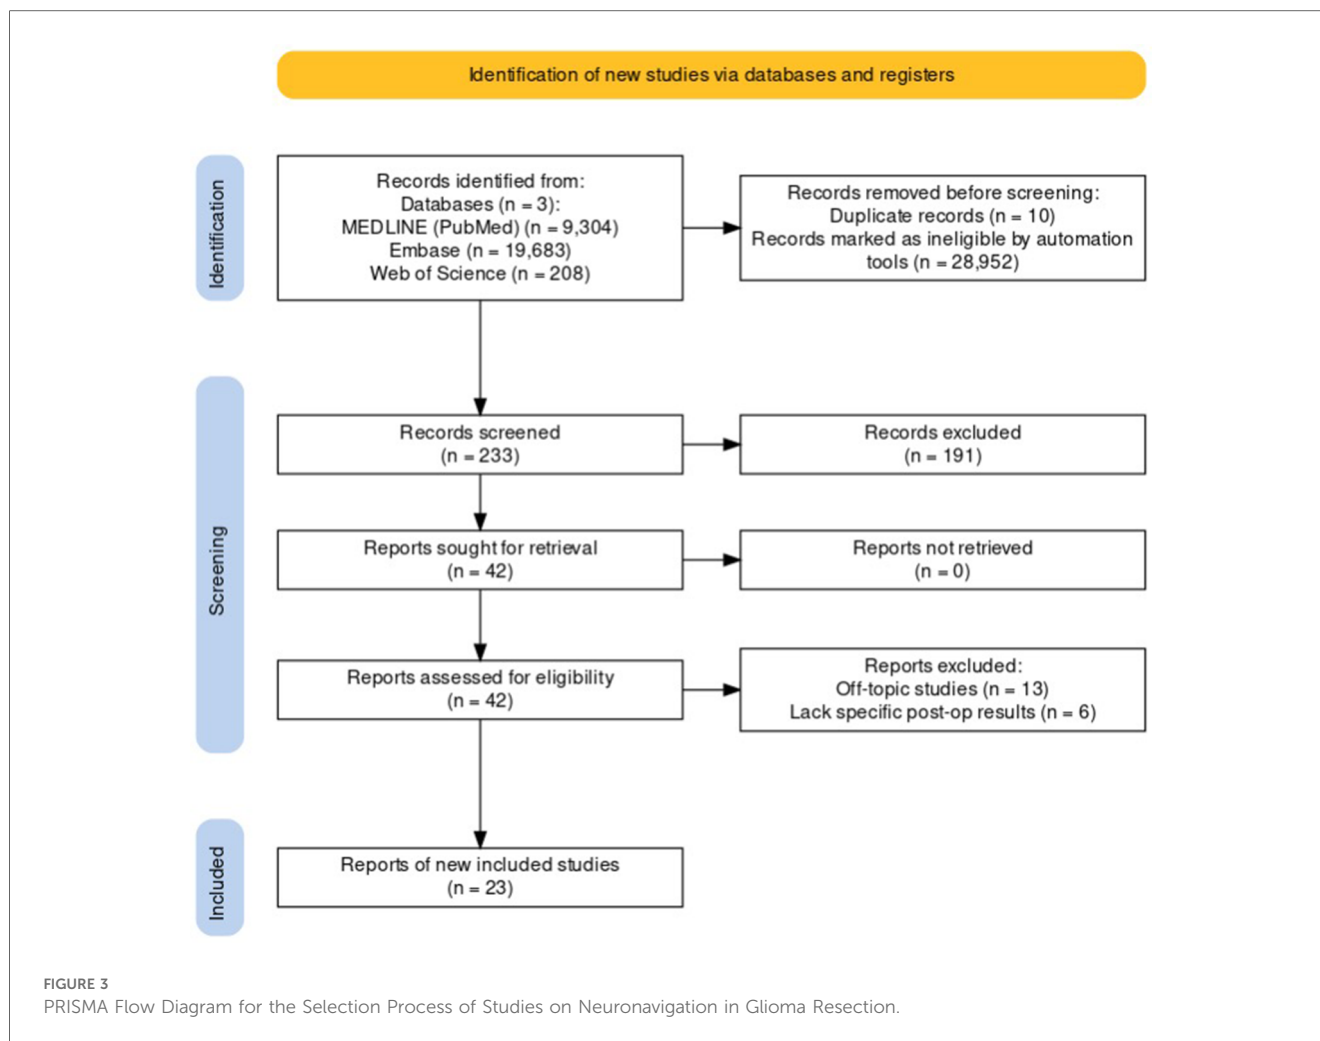 Identification of new studies via databases and registers
Identification
Records identified from:
Databases (n = 3):
MEDLINE (PubMed) (n = 9,304)
Embase (n = 19,683)
Web of Science (n = 208)
Records removed before screening:
Duplicate records (n = 10)
Records marked as ineligible by automation
tools (n = 28,952)
Screening
Records screened
(n = 233)
Records excluded
(n = 191)
Reports sought for retrieval
(n = 42)
Reports not retrieved
(n = 0)
Reports assessed for eligibility
(n = 42)
Reports excluded:
Off-topic studies (n = 13)
Lack specific post-op results (n = 6)
Included
Reports of new included studies
(n = 23)
FIGURE 3
PRISMA Flow Diagram for the Selection Process of Studies on Neuronavigation in Glioma Resection.